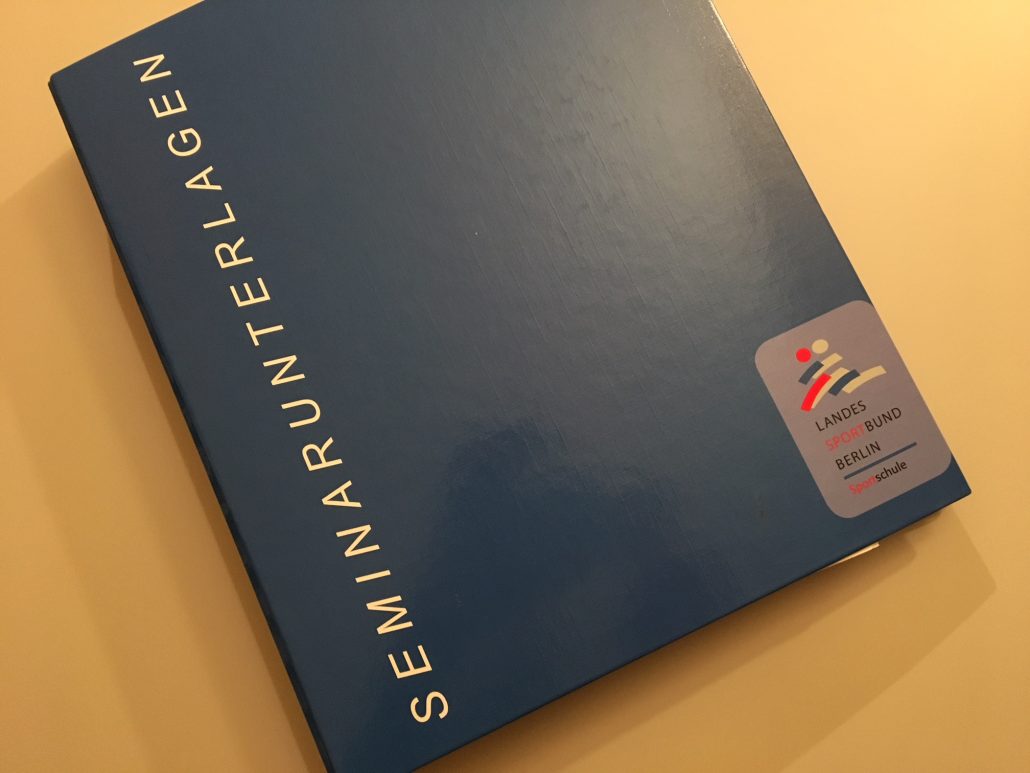 SEMINARUNTERLAGEN
LANDES
SPORTBUND
BERLIN
Sportschule